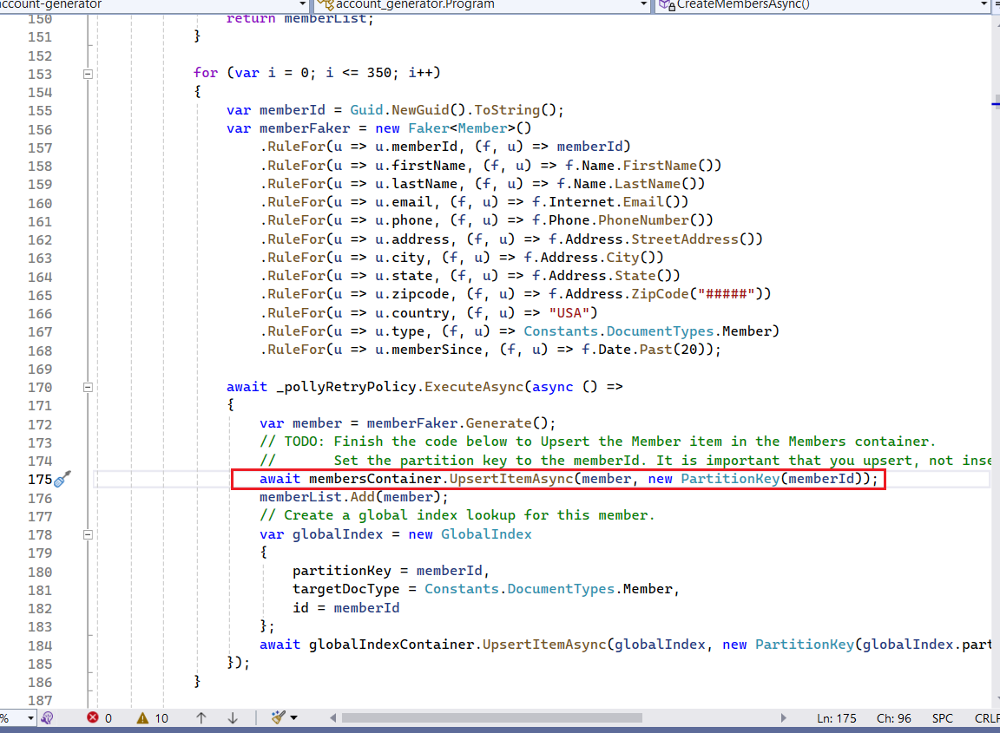 account-generator account_generator.Program CreateMembersAsync()
150 return memberList;
151 }
152
153 for (var i = 0; i <= 350; i++)
154 {
155 var memberId = Guid.NewGuid().ToString();
156 var memberFaker = new Faker<Member>()
157 .RuleFor(u => u.memberId, (f, u) => memberId)
158 .RuleFor(u => u.firstName, (f, u) => f.Name.FirstName())
159 .RuleFor(u => u.lastName, (f, u) => f.Name.LastName())
160 .RuleFor(u => u.email, (f, u) => f.Internet.Email())
161 .RuleFor(u => u.phone, (f, u) => f.Phone.PhoneNumber())
162 .RuleFor(u => u.address, (f, u) => f.Address.StreetAddress())
163 .RuleFor(u => u.city, (f, u) => f.Address.City())
164 .RuleFor(u => u.state, (f, u) => f.Address.State())
165 .RuleFor(u => u.zipcode, (f, u) => f.Address.ZipCode("#####"))
166 .RuleFor(u => u.country, (f, u) => "USA")
167 .RuleFor(u => u.type, (f, u) => Constants.DocumentTypes.Member)
168 .RuleFor(u => u.memberSince, (f, u) => f.Date.Past(20));
169
170 await _pollyRetryPolicy.ExecuteAsync(async () =>
171 {
172 var member = memberFaker.Generate();
173 // TODO: Finish the code below to Upsert the Member item in the Members container.
174 // Set the partition key to the memberId. It is important that you upsert, not inse
175 await membersContainer.UpsertItemAsync(member, new PartitionKey(memberId));
176 memberList.Add(member);
177 // Create a global index lookup for this member.
178 var globalIndex = new GlobalIndex
179 {
180 partitionKey = memberId,
181 targetDocType = Constants.DocumentTypes.Member,
182 id = memberId
183 };
184 await globalIndexContainer.UpsertItemAsync(globalIndex, new PartitionKey(globalIndex.part
185 });
186 }
187
% 0 10 Ln: 175 Ch: 96 SPC CRLF